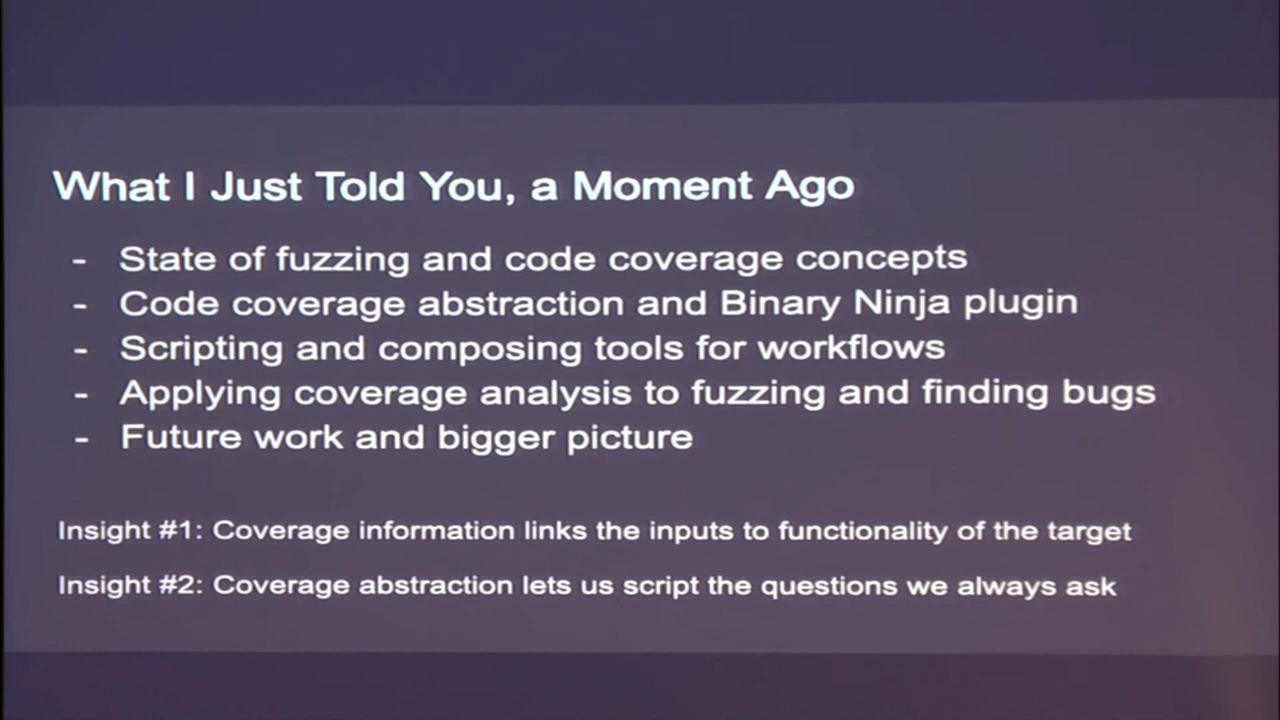 What I Just Told You, a Moment Ago
- State of fuzzing and code coverage concepts
- Code coverage abstraction and Binary Ninja plugin
- Scripting and composing tools for workflows
- Applying coverage analysis to fuzzing and finding bugs
- Future work and bigger picture
Insight #1: Coverage information links the inputs to functionality of the target
Insight #2: Coverage abstraction lets us script the questions we always ask